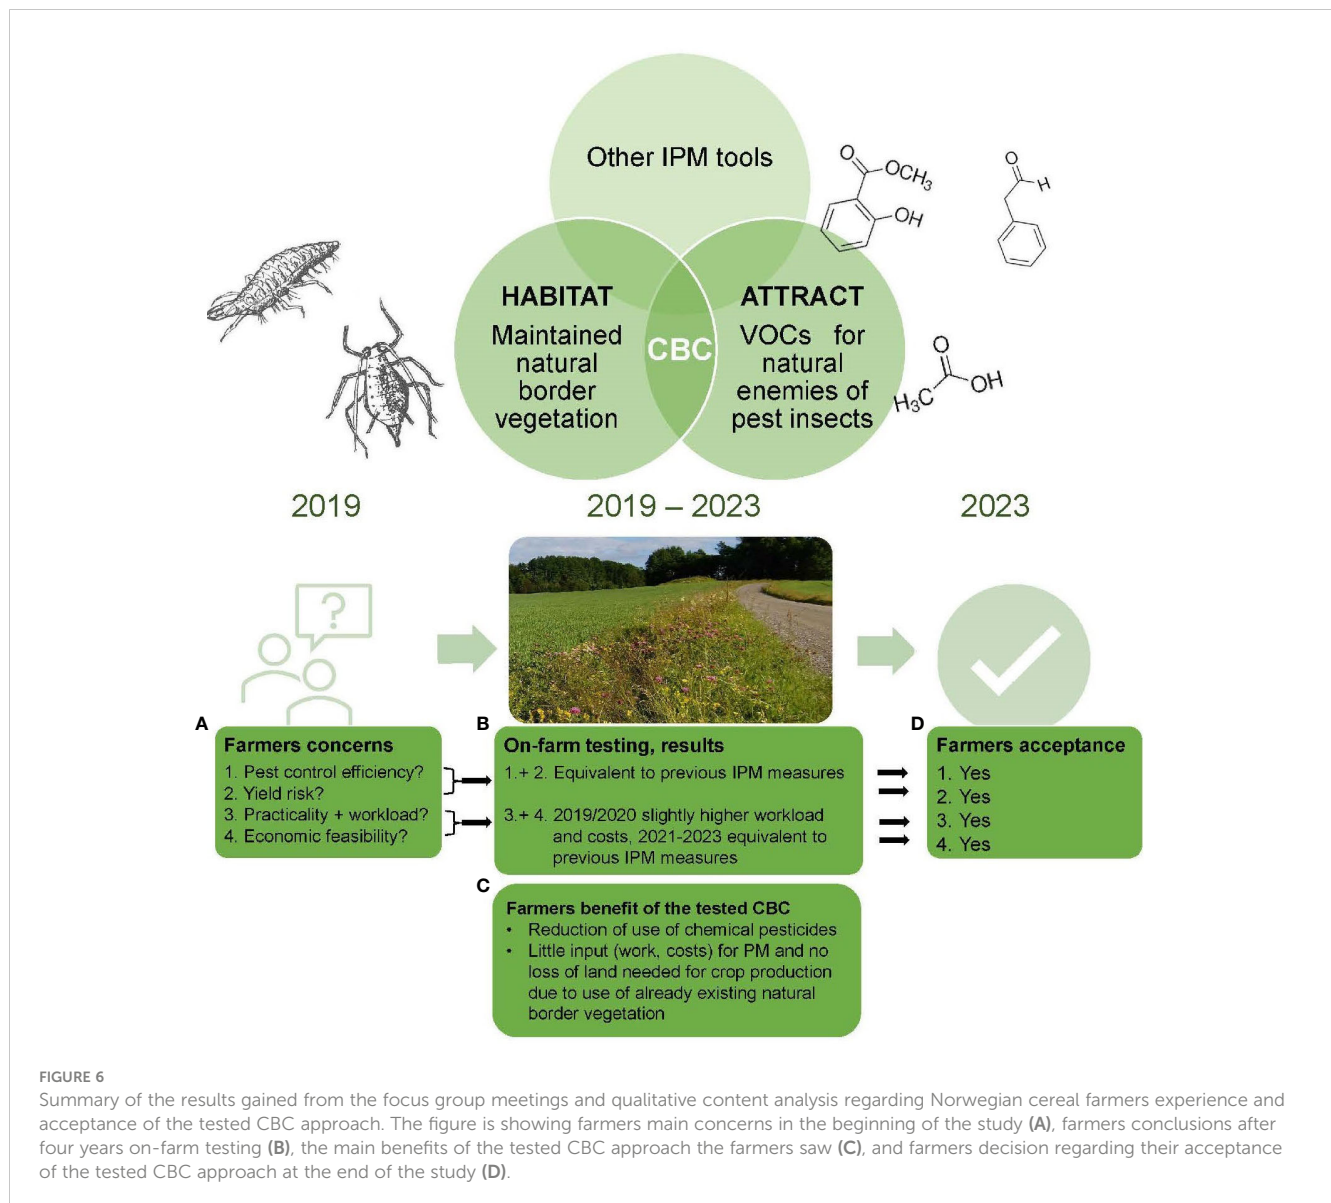 Other IPM tools
HABITAT
Maintained
natural
border
vegetation
CBC
ATTRACT
VOCs for
natural
enemies of
pest insects
O
OCH3
OH
O
H
O
OH
H3C
2019
2019 – 2023
2023
?
A
Farmers concerns
1. Pest control efficiency?
2. Yield risk?
3. Practicality + workload?
4. Economic feasibility?
B
On-farm testing, results
1.+ 2. Equivalent to previous IPM measures
3.+ 4. 2019/2020 slightly higher workload
and costs, 2021-2023 equivalent to
previous IPM measures
D
Farmers acceptance
1. Yes
2. Yes
3. Yes
4. Yes
C
Farmers benefit of the tested CBC
• Reduction of use of chemical pesticides
• Little input (work, costs) for PM and no
loss of land needed for crop production
due to use of already existing natural
border vegetation
FIGURE 6
Summary of the results gained from the focus group meetings and qualitative content analysis regarding Norwegian cereal farmers experience and
acceptance of the tested CBC approach. The figure is showing farmers main concerns in the beginning of the study (A), farmers conclusions after
four years on-farm testing (B), the main benefits of the tested CBC approach the farmers saw (C), and farmers decision regarding their acceptance
of the tested CBC approach at the end of the study (D).